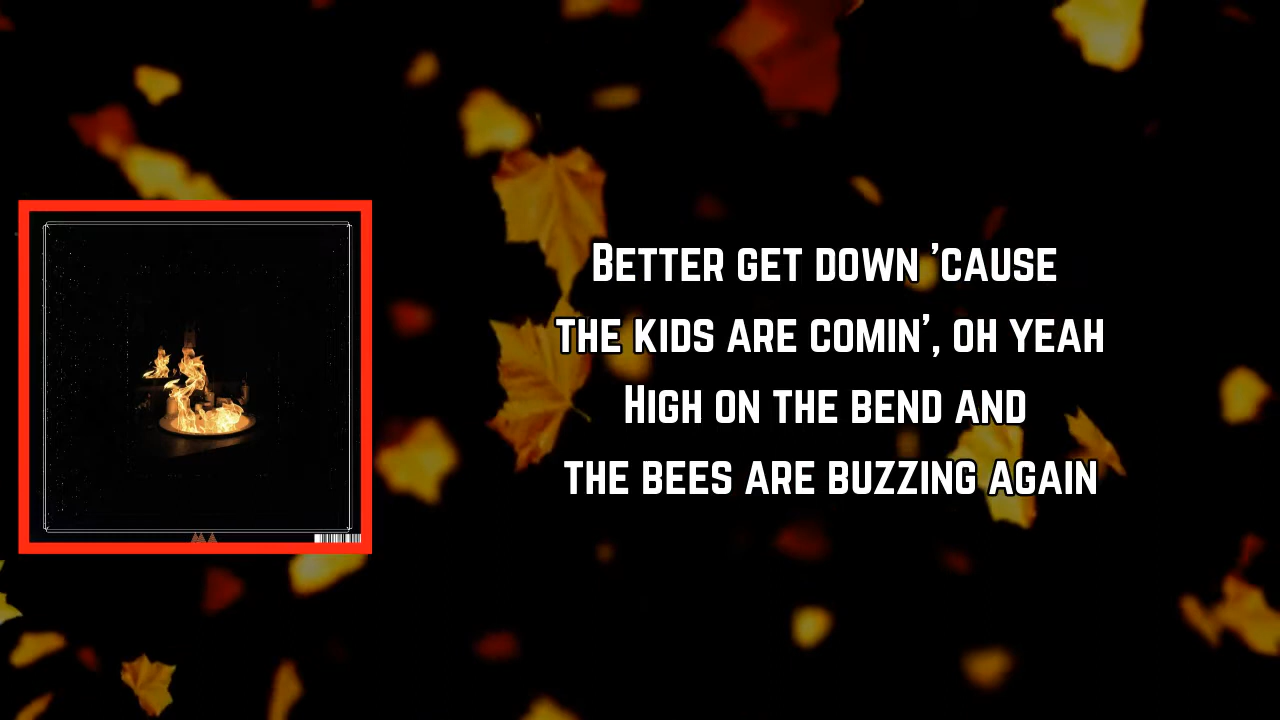 Better get down 'cause
the kids are comin', oh yeah
High on the bend and
the bees are buzzing again